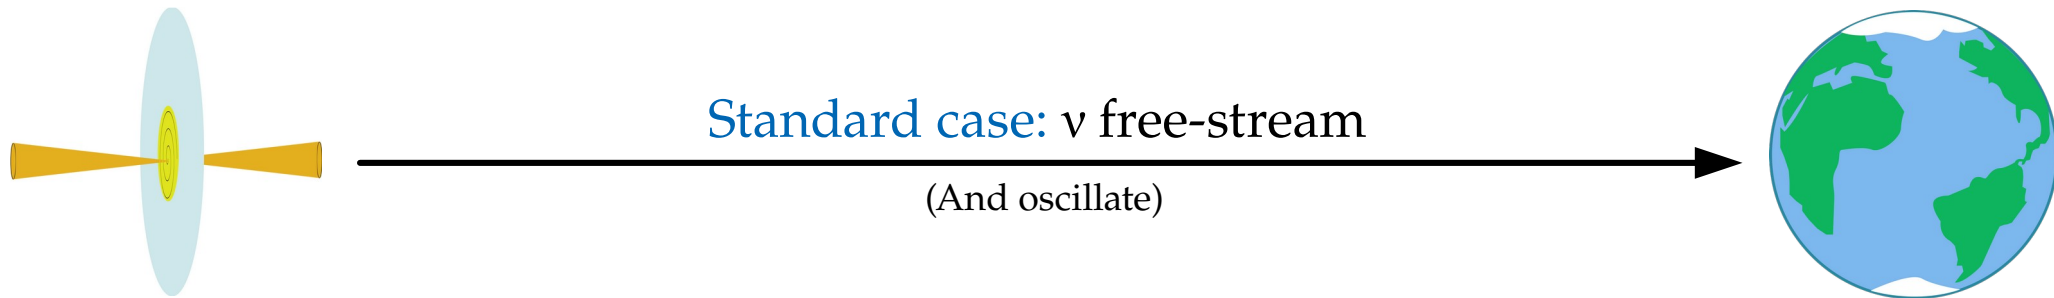 Standard case: ν free-stream
(And oscillate)